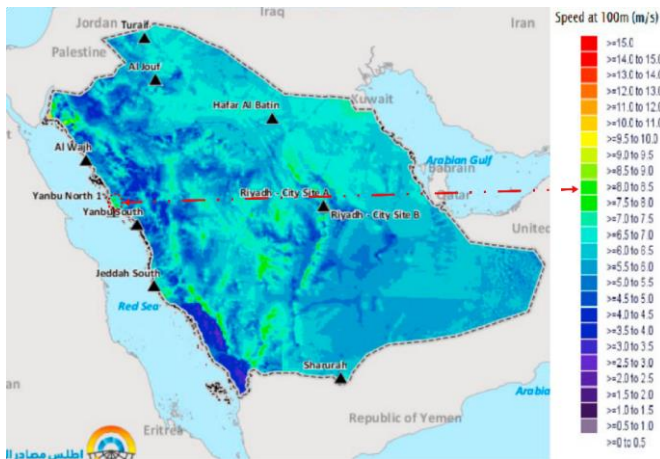 Jordan
Iraq
Iran
Turaif
Palestine
Al Jouf
Kuwait
Hafar Al Batin
Al Wajh
Arabian Gulf
Bahrain
Yanbu North 1
Riyadh - City Site A
Qatar
Yanbu South
Riyadh - City Site B
United
Jeddah South
Red Sea
Sharurah
Arabia
an
Republic of Yemen
Eritrea
اطلس مصادر ال
Speed at 100m (m/s)
>=15.0
>=14.0 to 15.0
>=13.0 to 14.0
>=12.0 to 13.0
>=11.0 to 12.0
>=10.0 to 11.0
>=9.5 to 10.0
>=9.0 to 9.5
>=8.5 to 9.0
>=8.0 to 8.5
>=7.5 to 8.0
>=7.0 to 7.5
>=6.5 to 7.0
>=6.0 to 6.5
>=5.5 to 6.0
>=5.0 to 5.5
>=4.5 to 5.0
>=4.0 to 4.5
>=3.5 to 4.0
>=3.0 to 3.5
>=2.5 to 3.0
>=2.0 to 2.5
>=1.5 to 2.0
>=1.0 to 1.5
>=0.5 to 1.0
>=0 to 0.5